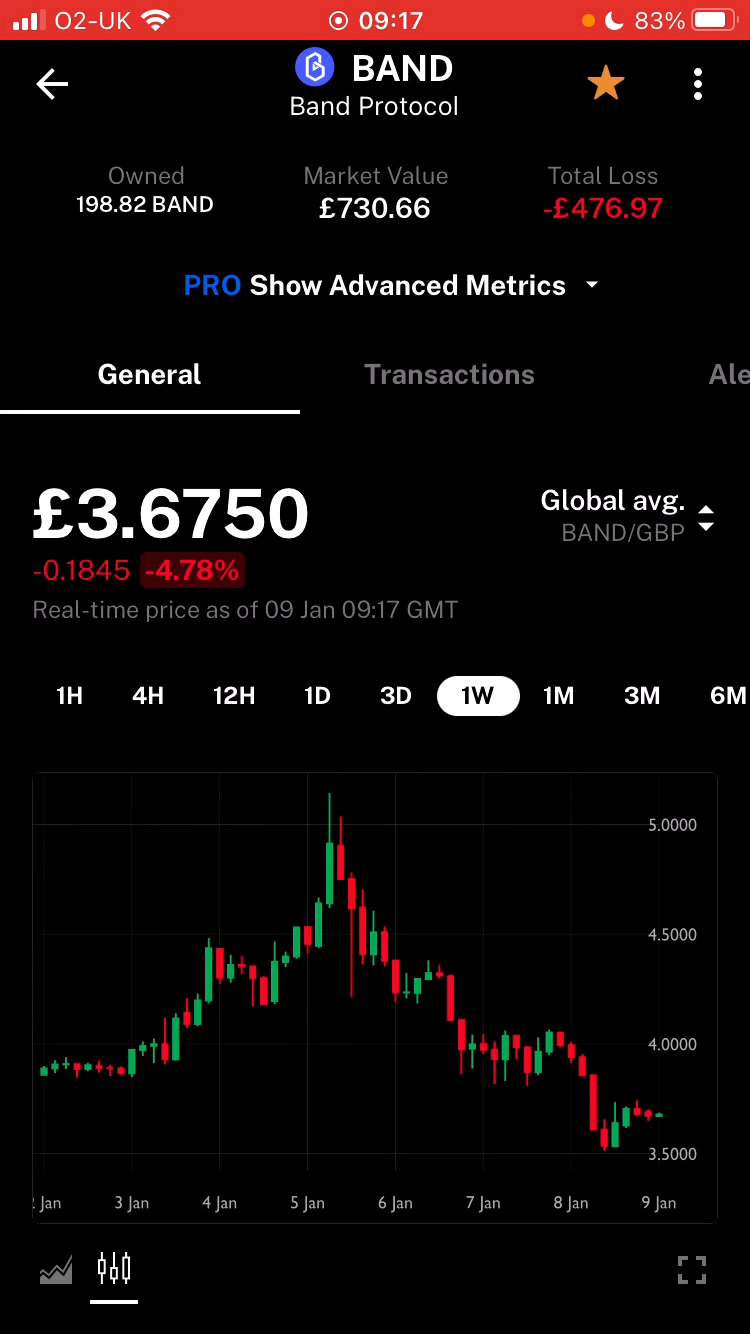 O2-UK 09:17 83%
BAND
Band Protocol
Owned Market Value Total Loss
198.82 BAND £730.66 -£476.97
PRO Show Advanced Metrics
General Transactions Ale
£3.6750 Global avg.
BAND/GBP
-0.1845 -4.78%
Real-time price as of 09 Jan 09:17 GMT
1H 4H 12H 1D 3D 1W 1M 3M 6M
5.0000
4.5000
4.0000
3.5000
2 Jan 3 Jan 4 Jan 5 Jan 6 Jan 7 Jan 8 Jan 9 Jan